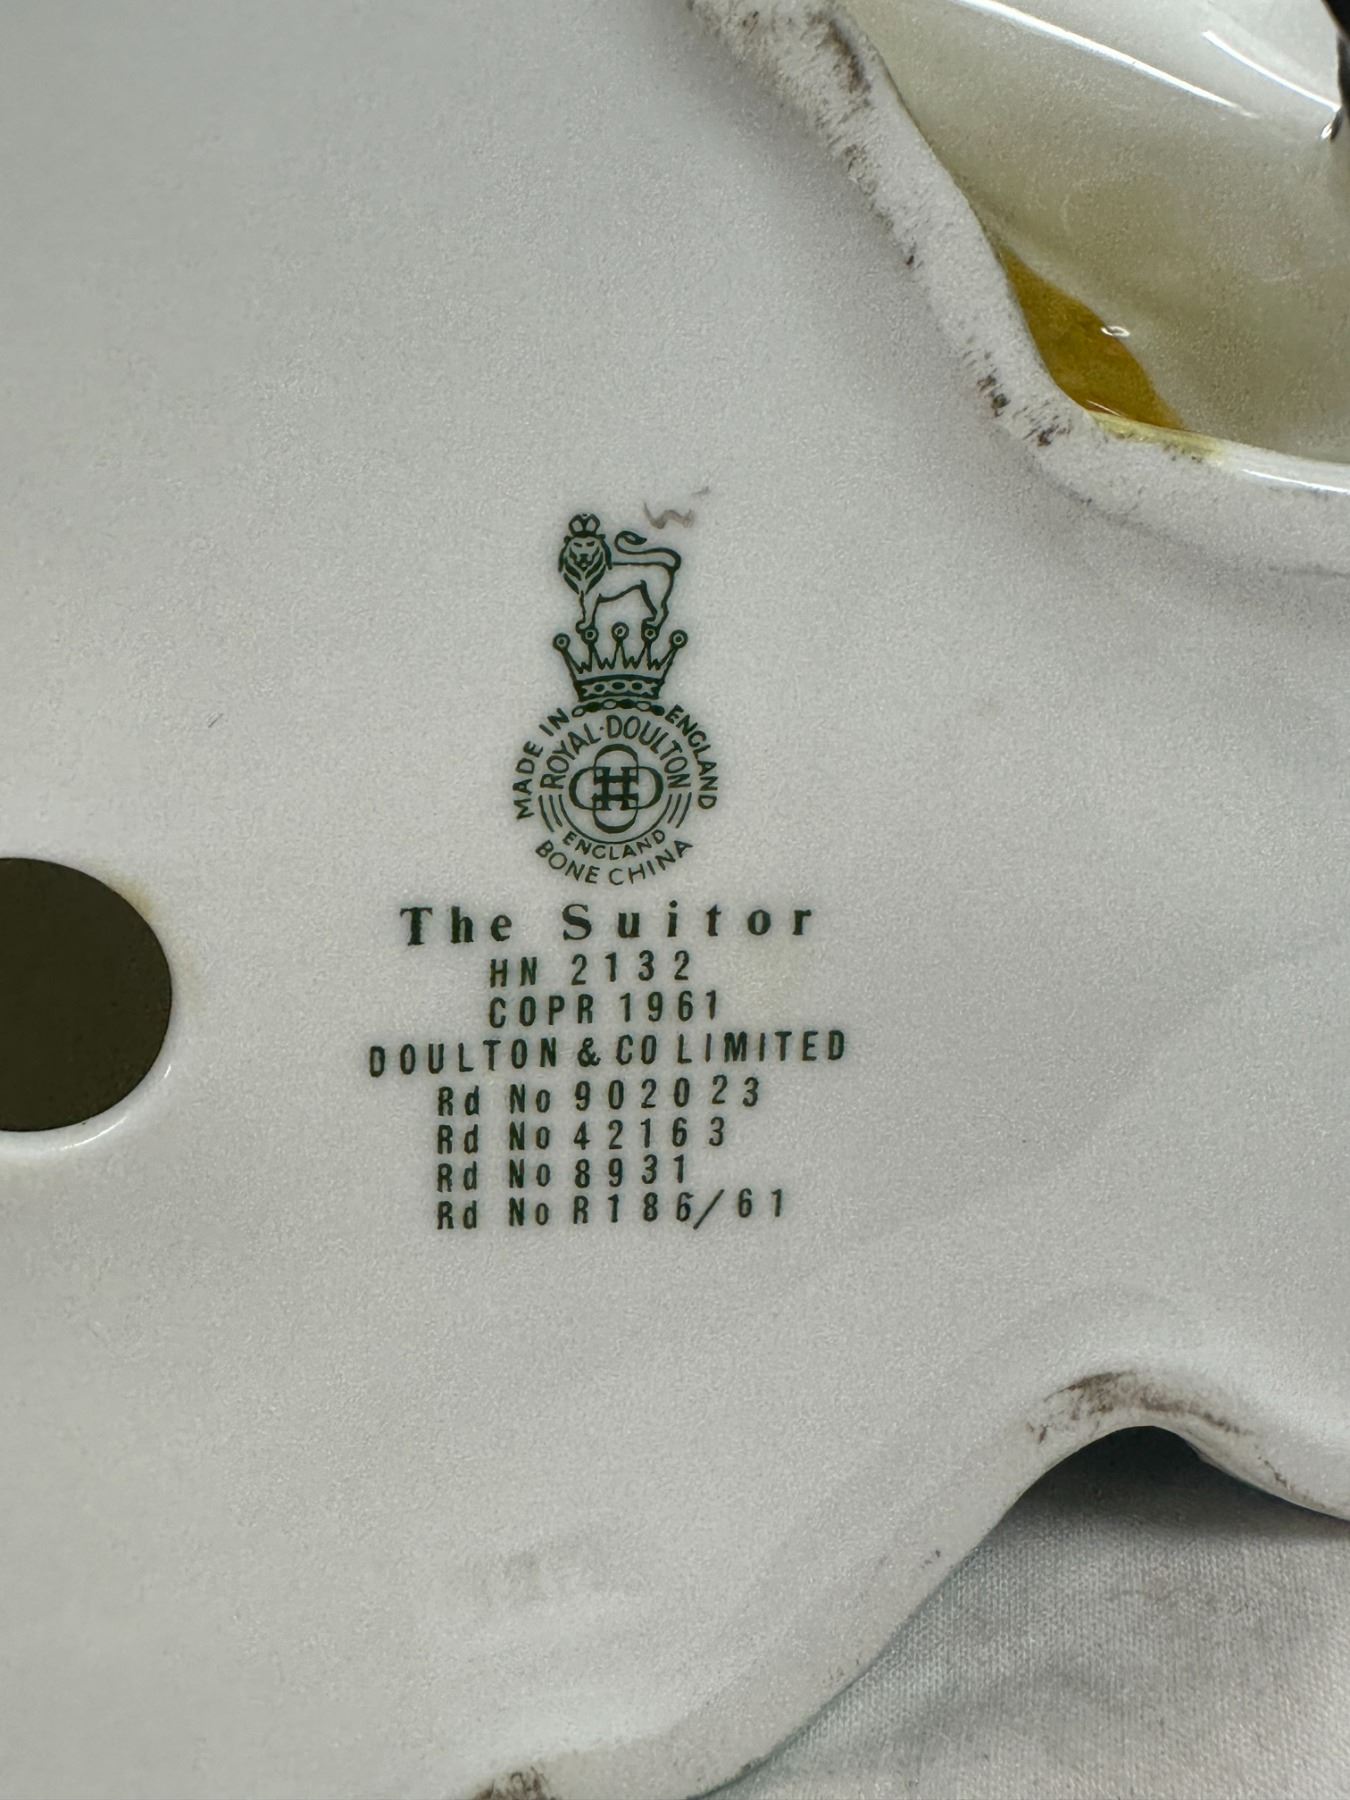 MADE IN ENGLAND
ROYAL·DOULTON
ENGLAND
BONE CHINA
The Suitor
HN 2132
COPR 1961
DOULTON & CO LIMITED
Rd No 902023
Rd No 42163
Rd No 8931
Rd No R186/61